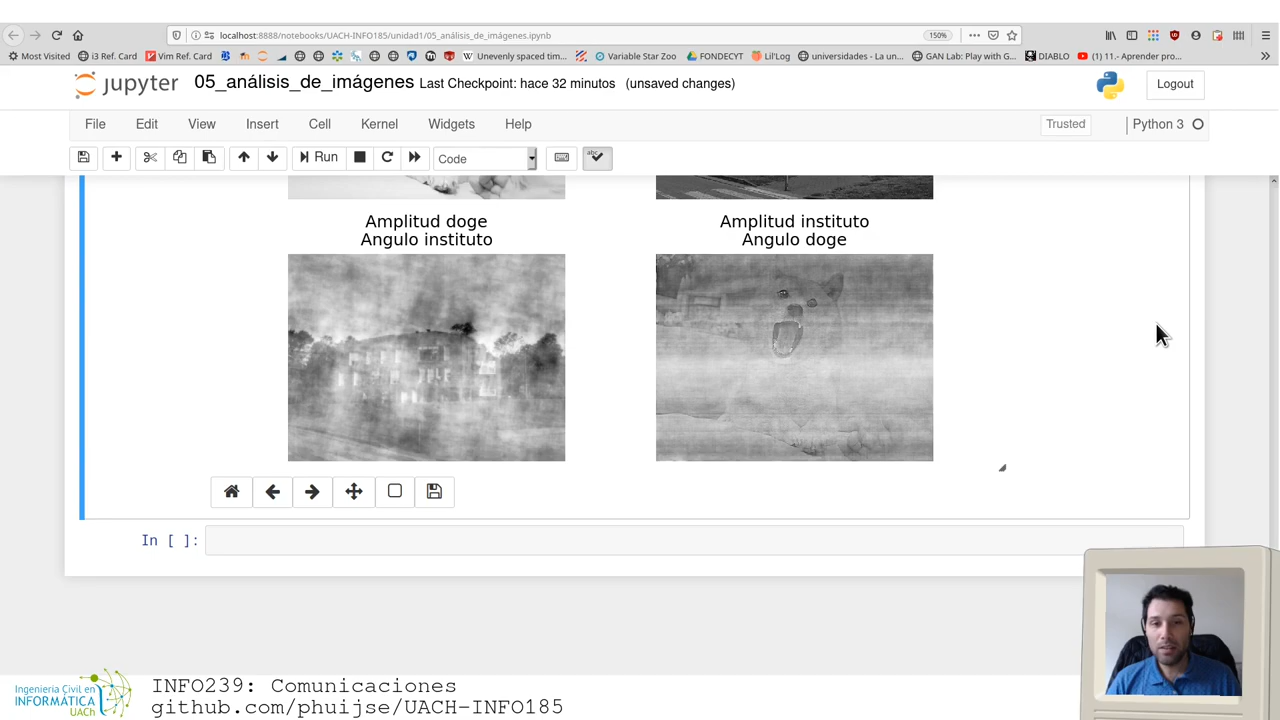 localhost:8888/notebooks/UACH-INFO185/unidad1/05_análisis_de_imágenes.ipynb
150%
Most Visited
i3 Ref. Card
Vim Ref. Card
Unevenly spaced tim...
Variable Star Zoo
FONDECYT
Lil'Log
universidades - La un...
GAN Lab: Play with G...
DIABLO
(1) 11.- Aprender pro...
jupyter
05_análisis_de_imágenes
Last Checkpoint: hace 32 minutos
(unsaved changes)
Logout
File
Edit
View
Insert
Cell
Kernel
Widgets
Help
Trusted
Python 3
Run
Code
abc
Amplitud doge
Angulo instituto
Amplitud instituto
Angulo doge
In [ ]:
Ingeniería Civil en
INFORMÁTICA
UACh
INFO239: Comunicaciones
github.com/phuijse/UACH-INFO185